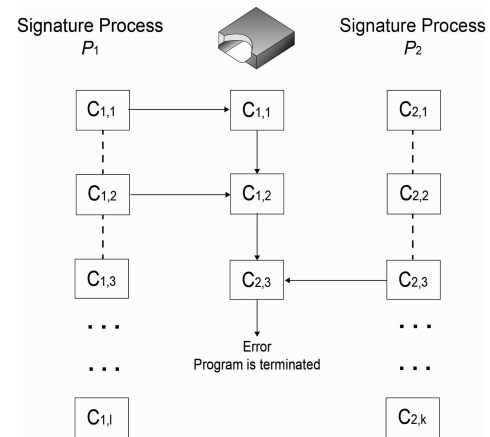 Signature Process Signature Process
P1 P2
C1,1 C1,1 C2,1
C1,2 C1,2 C2,2
C1,3 C2,3 C2,3
. . . . . .
Error
Program is terminated
. . . . . .
C1,l C2,k